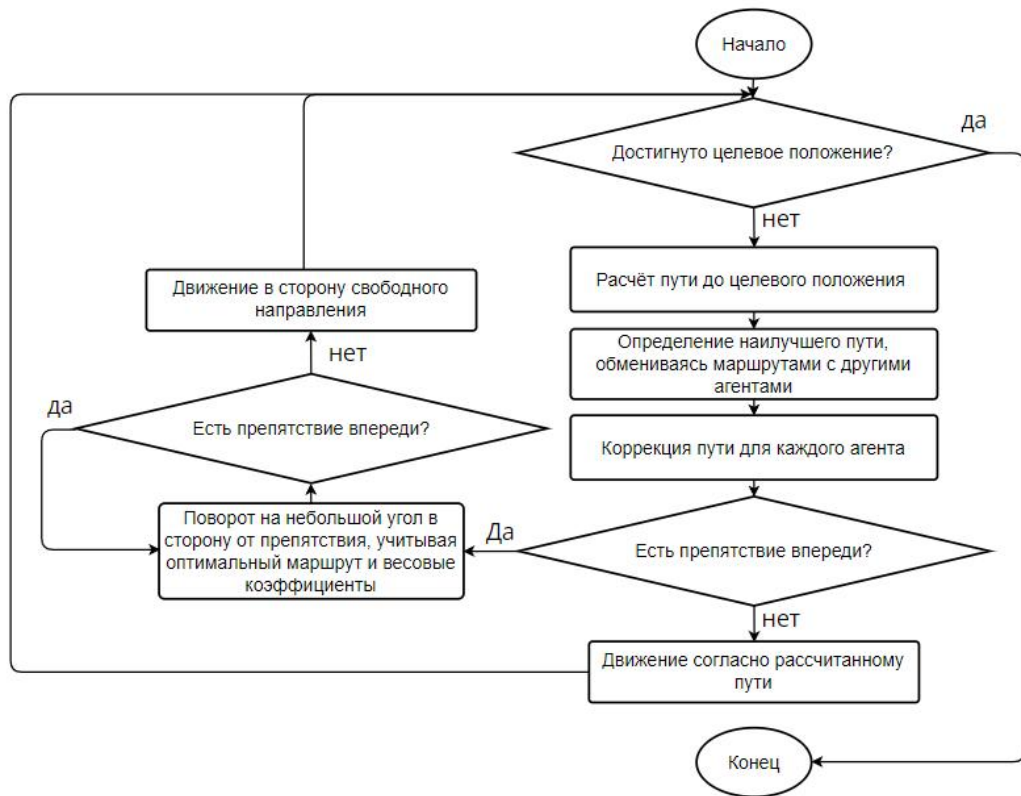 Начало
да
Достигнуто целевое положение?
нет
Расчёт пути до целевого положения
Движение в сторону свободного
направления
Определение наилучшего пути,
обмениваясь маршрутами с другими
агентами
нет
да
Есть препятствие впереди?
Коррекция пути для каждого агента
Поворот на небольшой угол в
сторону от препятствия, учитывая
оптимальный маршрут и весовые
коэффициенты
Да
Есть препятствие впереди?
нет
Движение согласно рассчитанному
пути
Конец